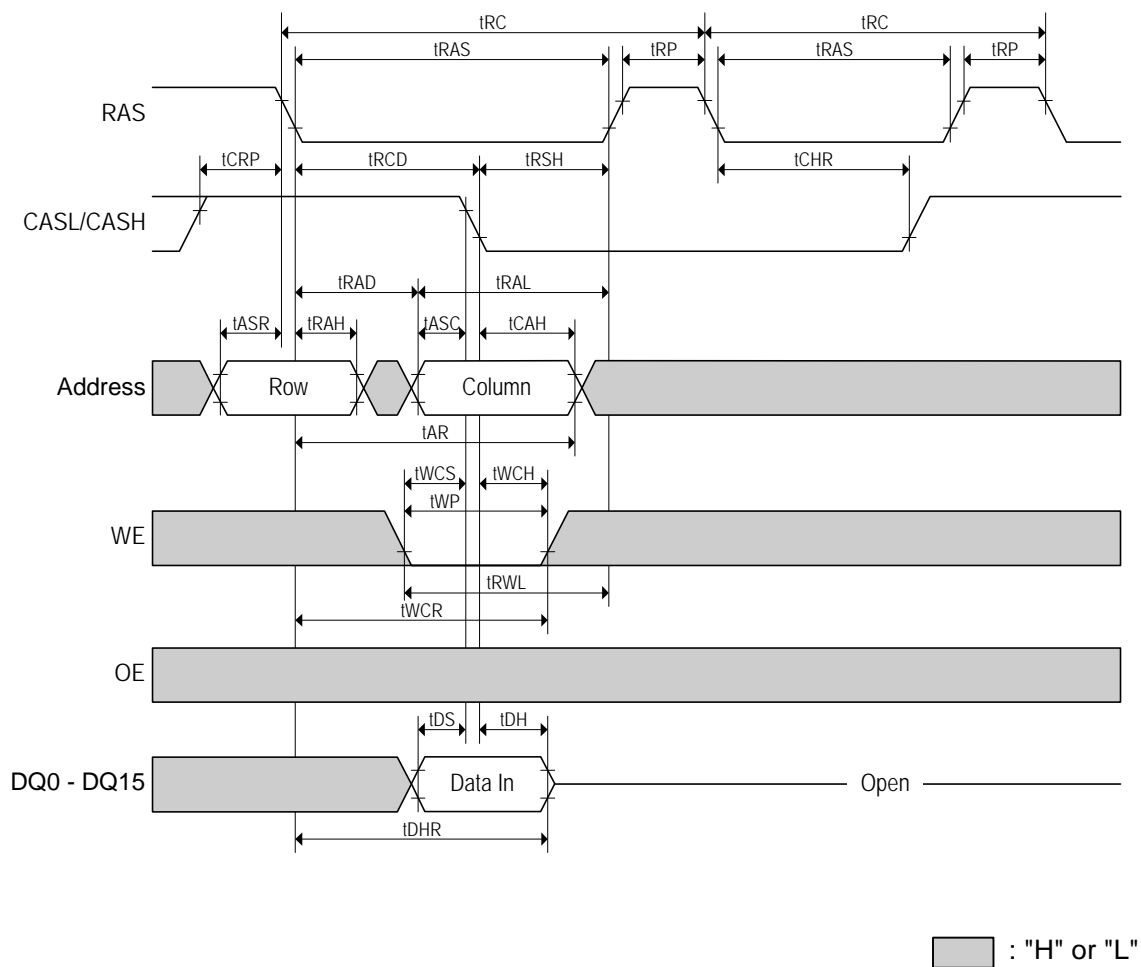 tRC tRC
tRAS tRP tRAS tRP
RAS
tCRP tRCD tRSH tCHR
CASL/CASH
tRAD tRAL
tASR tRAH tASC tCAH
Address Row Column
tAR
tWCS tWCH
tWP
WE
tRWL
tWCR
OE
tDS tDH
DQ0 - DQ15 Data In Open
tDHR
: "H" or "L"